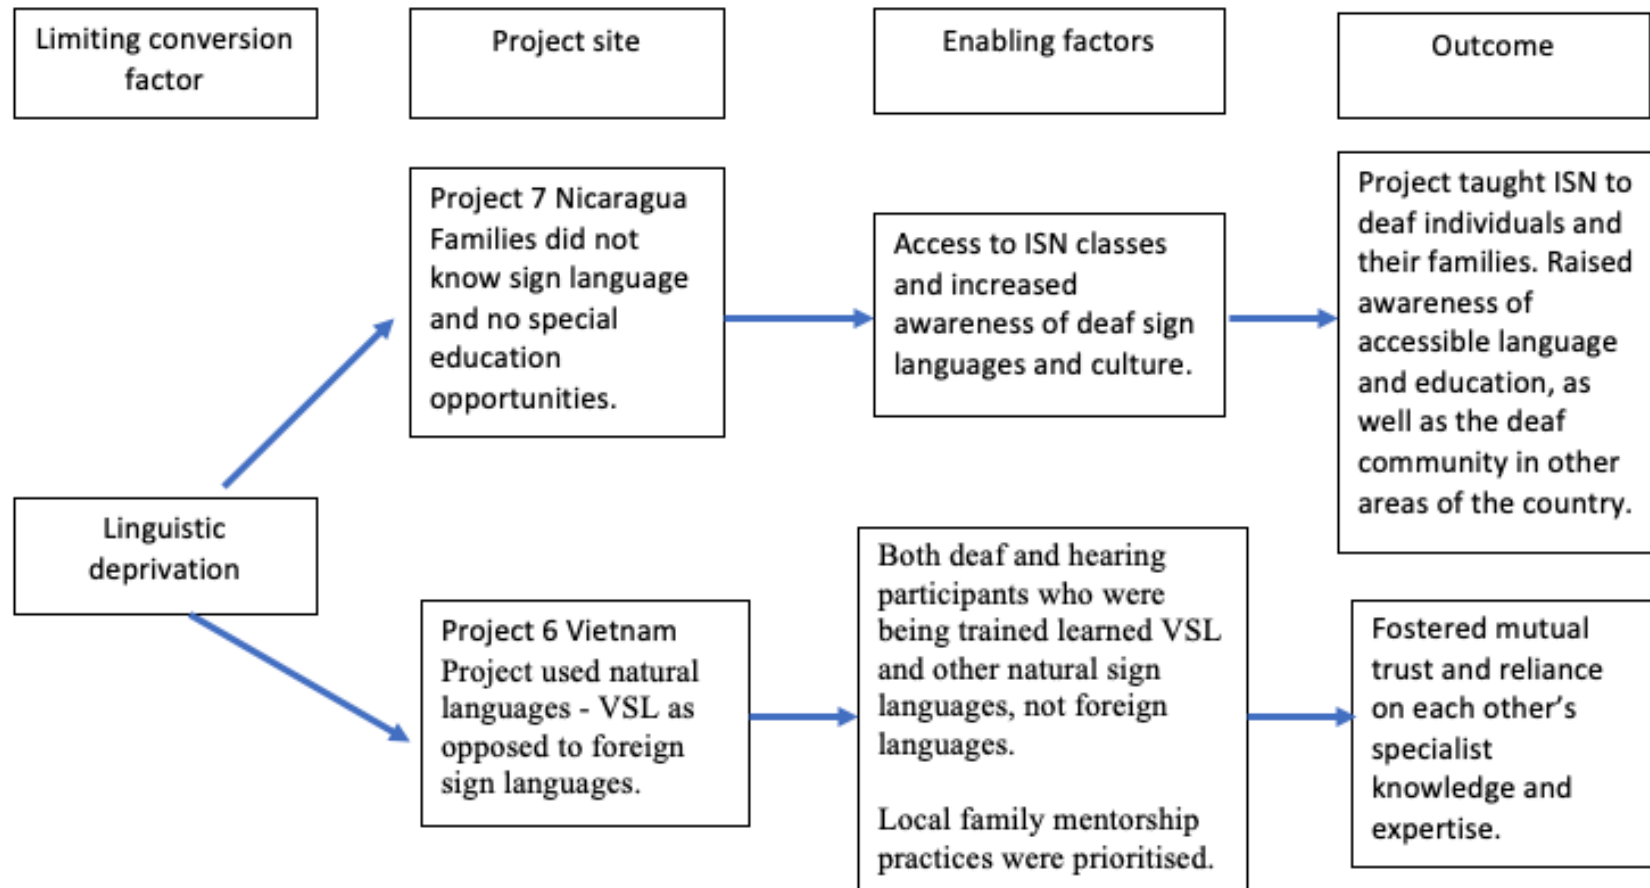 Limiting conversion
factor
Project site
Enabling factors
Outcome
Project 7 Nicaragua
Families did not
know sign language
and no special
education
opportunities.
Access to ISN classes
and increased
awareness of deaf sign
languages and culture.
Project taught ISN to
deaf individuals and
their families. Raised
awareness of
accessible language
and education, as
well as the deaf
community in other
areas of the country.
Linguistic
deprivation
Project 6 Vietnam
Project used natural
languages - VSL as
opposed to foreign
sign languages.
Both deaf and hearing
participants who were
being trained learned VSL
and other natural sign
languages, not foreign
languages.
Local family mentorship
practices were prioritised.
Fostered mutual
trust and reliance
on each other’s
specialist
knowledge and
expertise.